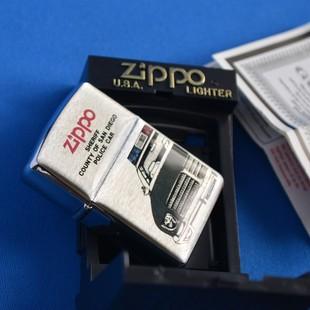 Zippo
U.S.A. LIGHTER
Zippo
SHERIFF
COUNTY OF SAN DIEGO
POLICE CAR